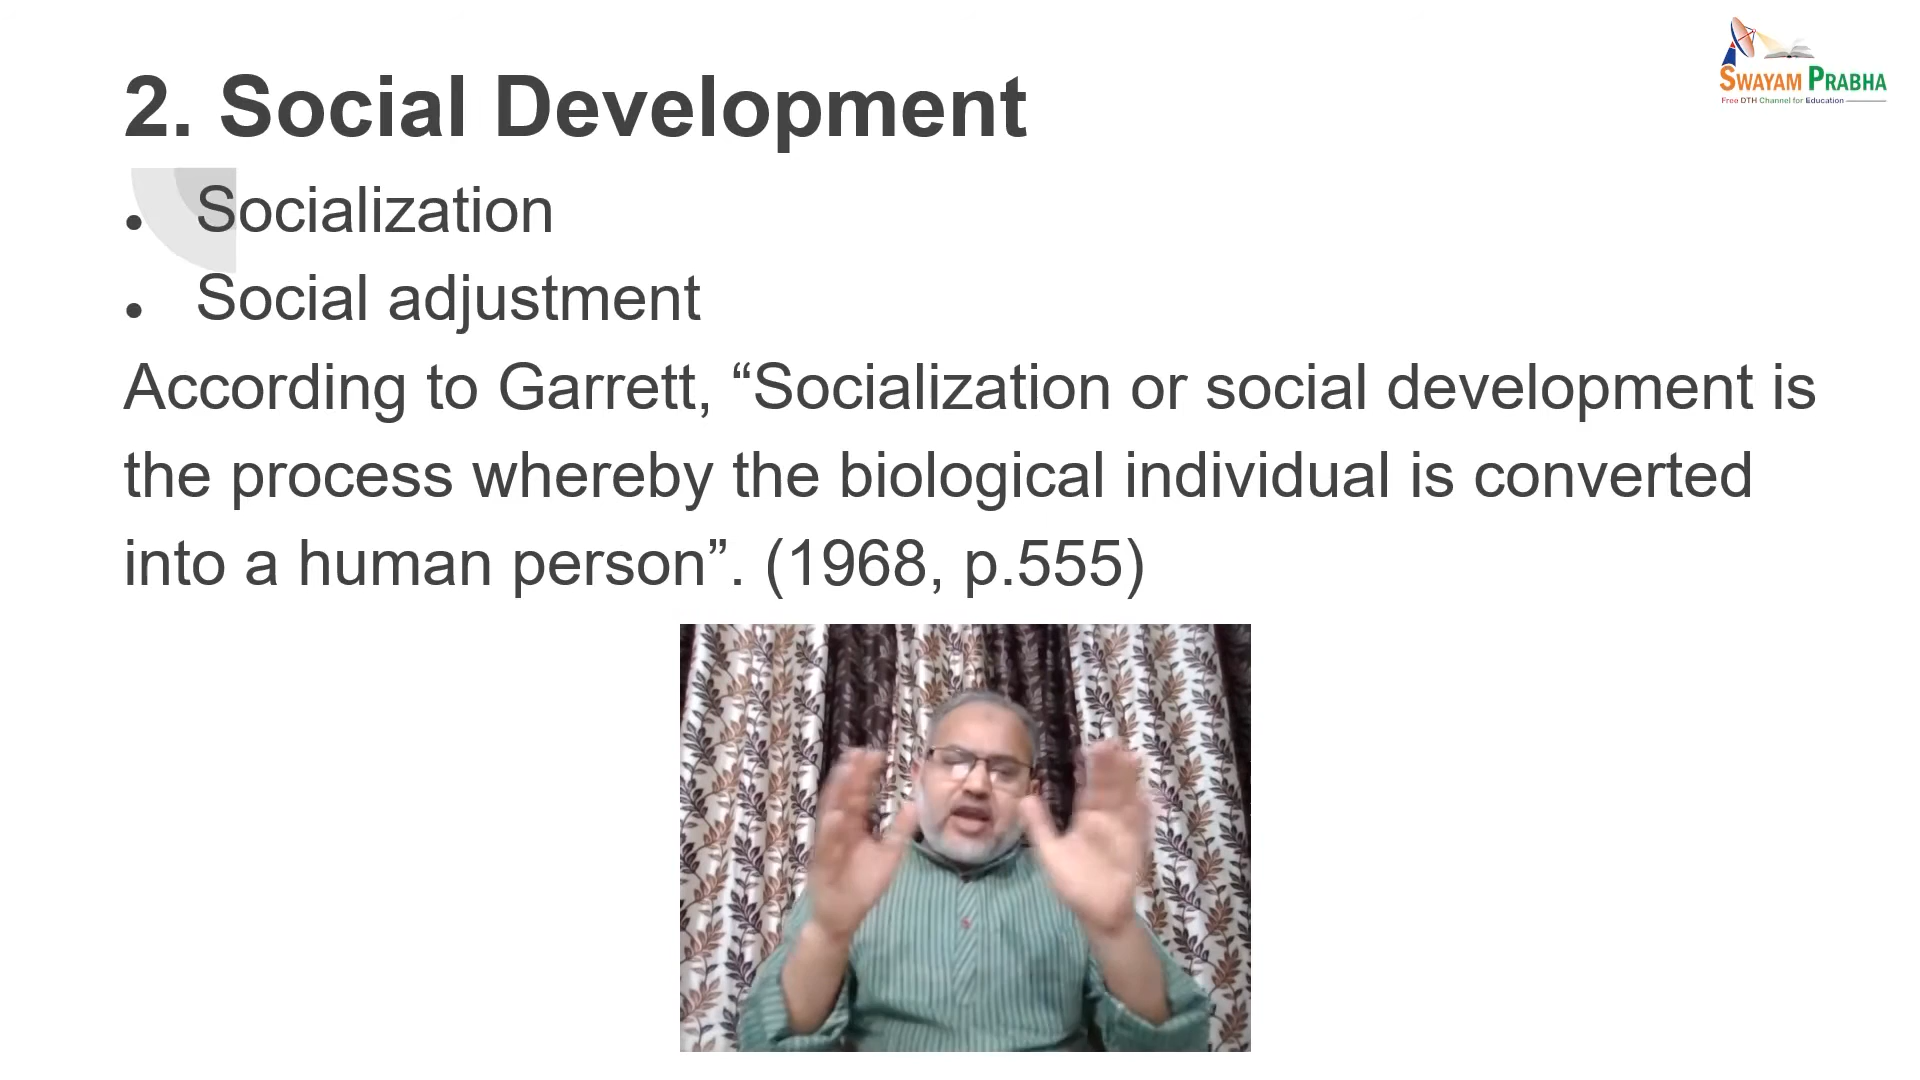 2. Social Development
SWAYAM PRABHA
Free DTH Channel for Education
• Socialization
• Social adjustment
According to Garrett, “Socialization or social development is
the process whereby the biological individual is converted
into a human person”. (1968, p.555)